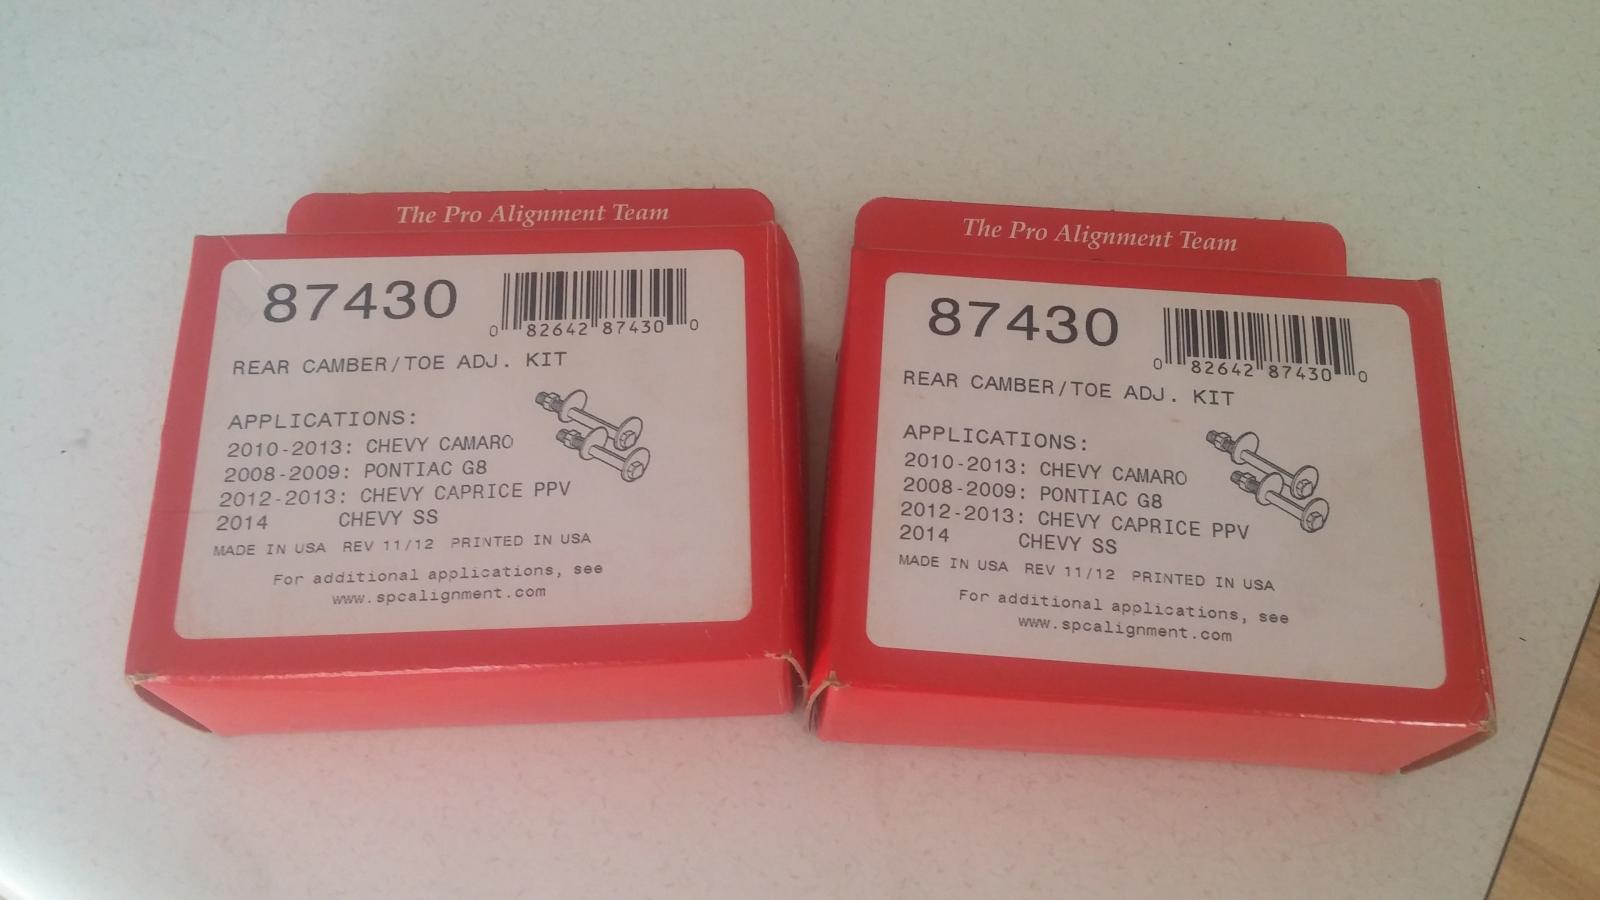 The Pro Alignment Team
87430
0 82642 87430 0
REAR CAMBER/TOE ADJ. KIT
APPLICATIONS:
2010-2013: CHEVY CAMARO
2008-2009: PONTIAC G8
2012-2013: CHEVY CAPRICE PPV
2014 CHEVY SS
MADE IN USA REV 11/12 PRINTED IN USA
For additional applications, see
www.spcalignment.com
The Pro Alignment Team
87430
0 82642 87430 0
REAR CAMBER/TOE ADJ. KIT
APPLICATIONS:
2010-2013: CHEVY CAMARO
2008-2009: PONTIAC G8
2012-2013: CHEVY CAPRICE PPV
2014 CHEVY SS
MADE IN USA REV 11/12 PRINTED IN USA
For additional applications, see
www.spcalignment.com